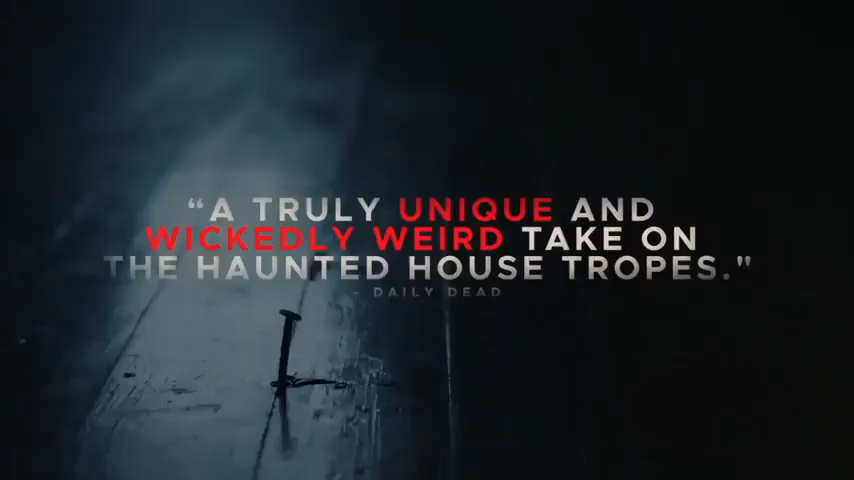 “A TRULY UNIQUE AND
WICKEDLY WEIRD TAKE ON
THE HAUNTED HOUSE TROPES."
- DAILY DEAD